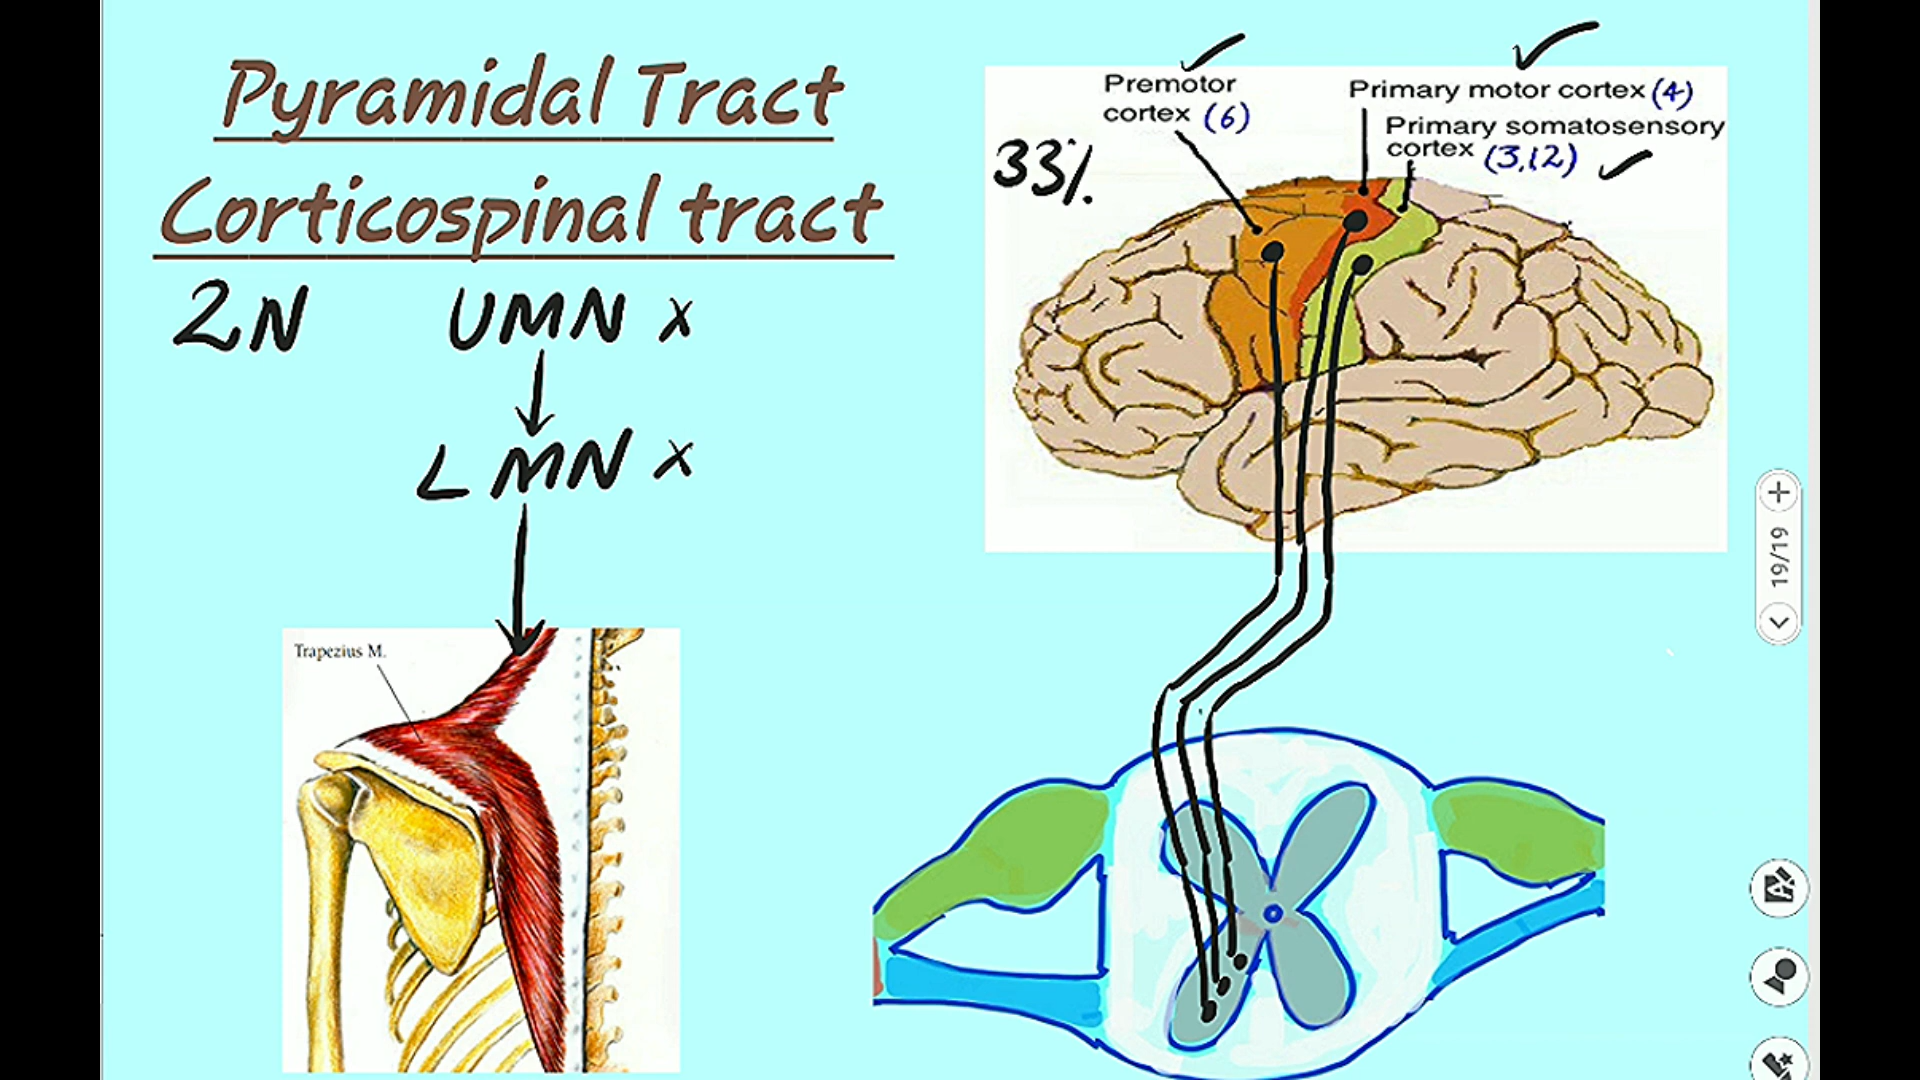 Pyramidal Tract
Corticospinal tract
2N UMN x
LMN x
Trapezius M.
Premotor
cortex (6)
Primary motor cortex (4)
Primary somatosensory
cortex (3,1,2)
33%
19/19